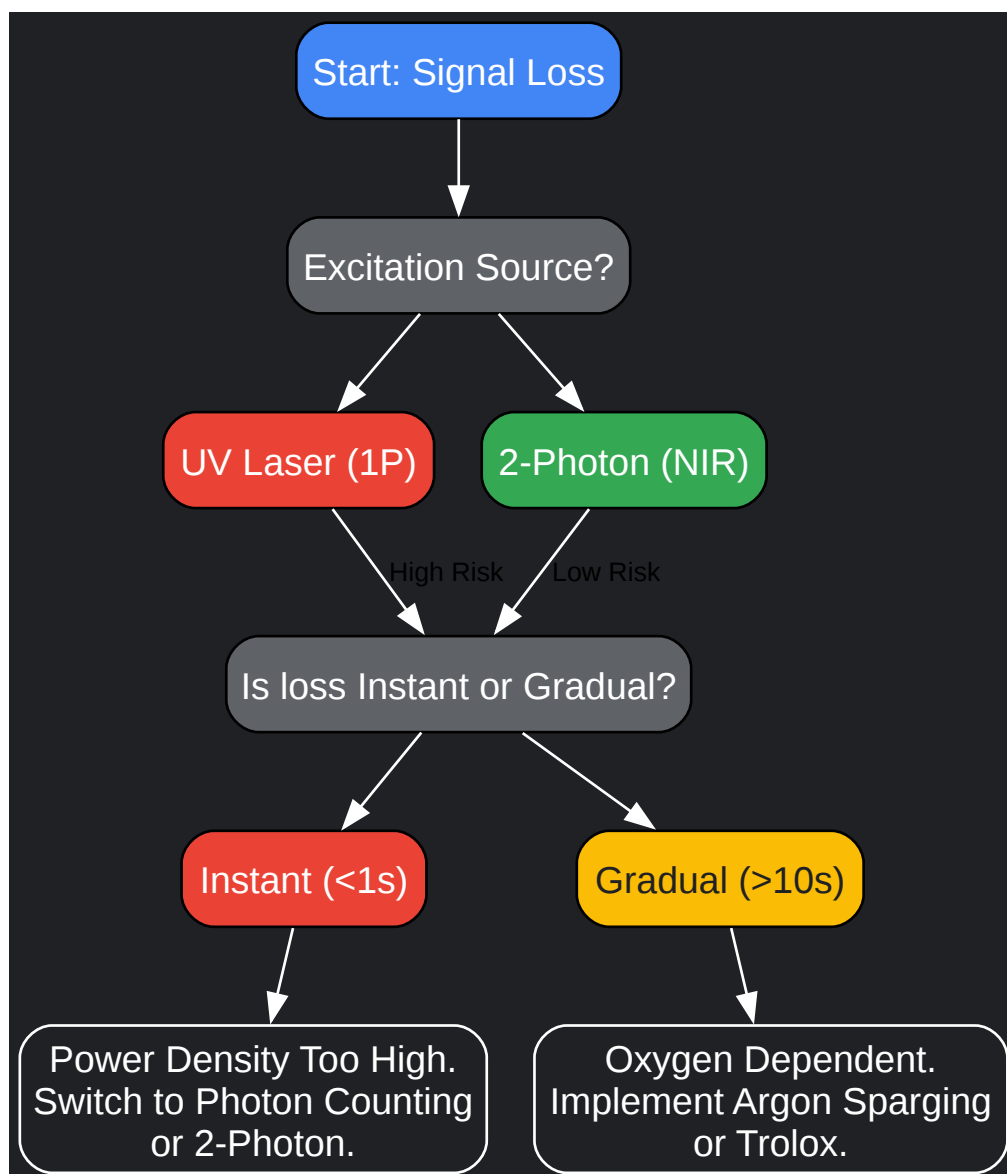 Start: Signal Loss
Excitation Source?
UV Laser (1P)
2-Photon (NIR)
High Risk
Low Risk
Is loss Instant or Gradual?
Instant (<1s)
Gradual (>10s)
Power Density Too High.
Switch to Photon Counting
or 2-Photon.
Oxygen Dependent.
Implement Argon Sparging
or Trolox.